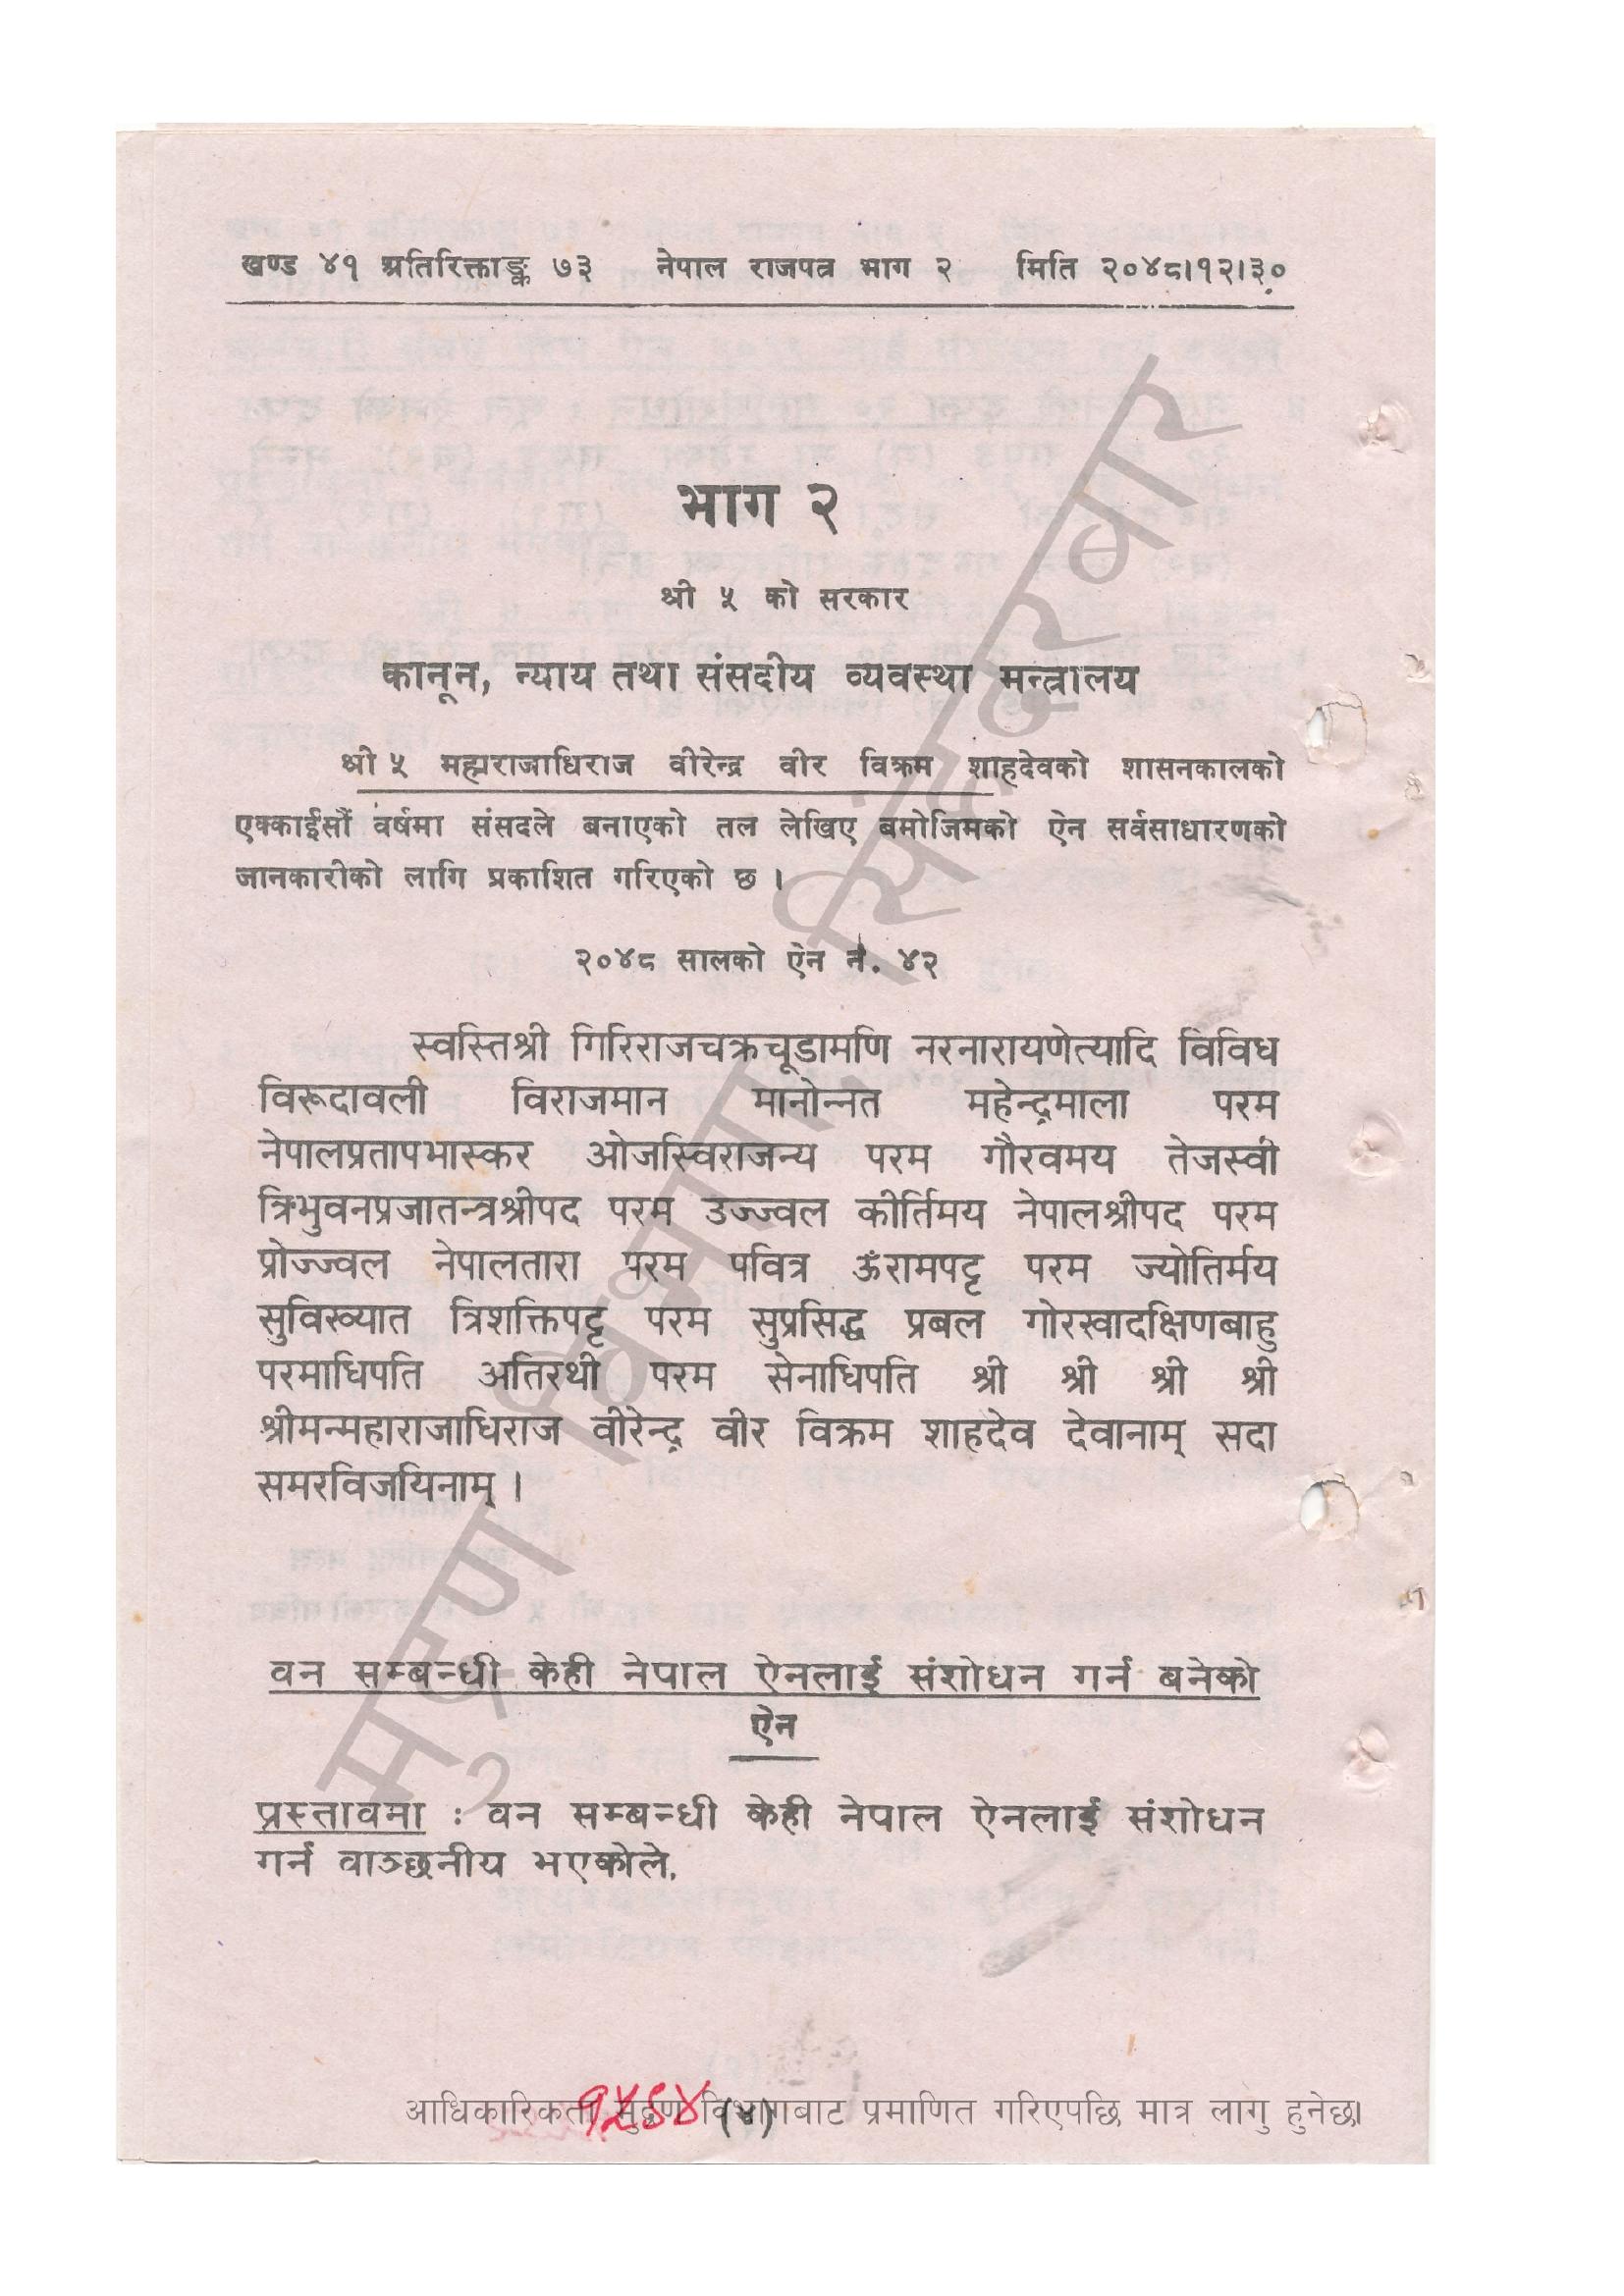 खण्ड ४१ अतिरिक्ताङ्क ७३ नेपाल राजपत्र भाग २ मिति २०४८।१२।३०
भाग २
श्री ५ को सरकार
कानून, न्याय तथा संसदीय व्यवस्था मन्त्रालय
श्री ५ महाराजाधिराज वीरेन्द्र वीर विक्रम शाहदेवको शासनकालको
एक्काईसौं वर्षमा संसदले बनाएको तल लेखिए बमोजिमको ऐन सर्वसाधारणको
जानकारीको लागि प्रकाशित गरिएको छ ।
२०४८ सालको ऐन नं. ४२
स्वस्तिश्री गिरिराजचक्रचूडामणि नरनारायणेत्यादि विविध
विरूदावली विराजमान मानोन्नत महेन्द्रमाला परम
नेपालप्रतापभास्कर ओजस्विराजन्य परम गौरवमय तेजस्वी
त्रिभुवनप्रजातन्त्रश्रीपद परम उज्ज्वल कीर्तिमय नेपालश्रीपद परम
प्रोज्ज्वल नेपालतारा परम पवित्र ॐरामपट्ट परम ज्योतिर्मय
सुविख्यात त्रिशक्तिपट्ट परम सुप्रसिद्ध प्रबल गोरखादक्षिणबाहु
परमाधिपति अतिरथी परम सेनाधिपति श्री श्री श्री श्री
श्रीमन्महाराजाधिराज वीरेन्द्र वीर विक्रम शाहदेव देवानाम् सदा
समरविजयिनाम् ।
वन सम्बन्धी केही नेपाल ऐनलाई संशोधन गर्न बनेको
ऐन
प्रस्तावमा : वन सम्बन्धी केही नेपाल ऐनलाई संशोधन
गर्न वाञ्छनीय भएकोले,
मुद्रण विभाग, सिंहदरवार
(४)
आधिकारिकता मुद्रण विभागबाट प्रमाणित गरिएपछि मात्र लागु हुनेछ।